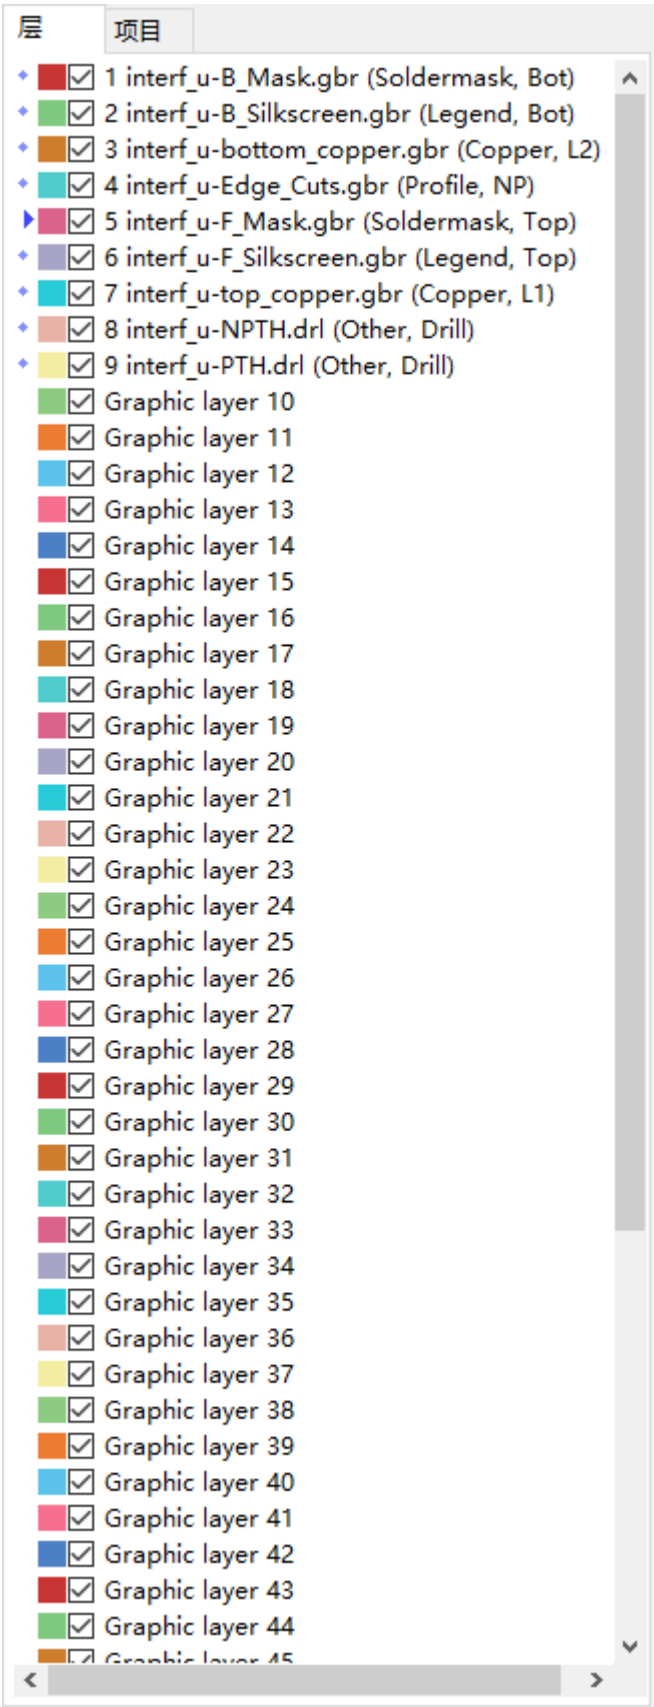 层
项目
1 interf_u-B_Mask.gbr (Soldermask, Bot)
2 interf_u-B_Silkscreen.gbr (Legend, Bot)
3 interf_u-bottom_copper.gbr (Copper, L2)
4 interf_u-Edge_Cuts.gbr (Profile, NP)
5 interf_u-F_Mask.gbr (Soldermask, Top)
6 interf_u-F_Silkscreen.gbr (Legend, Top)
7 interf_u-top_copper.gbr (Copper, L1)
8 interf_u-NPTH.drl (Other, Drill)
9 interf_u-PTH.drl (Other, Drill)
Graphic layer 10
Graphic layer 11
Graphic layer 12
Graphic layer 13
Graphic layer 14
Graphic layer 15
Graphic layer 16
Graphic layer 17
Graphic layer 18
Graphic layer 19
Graphic layer 20
Graphic layer 21
Graphic layer 22
Graphic layer 23
Graphic layer 24
Graphic layer 25
Graphic layer 26
Graphic layer 27
Graphic layer 28
Graphic layer 29
Graphic layer 30
Graphic layer 31
Graphic layer 32
Graphic layer 33
Graphic layer 34
Graphic layer 35
Graphic layer 36
Graphic layer 37
Graphic layer 38
Graphic layer 39
Graphic layer 40
Graphic layer 41
Graphic layer 42
Graphic layer 43
Graphic layer 44
Graphic layer 45